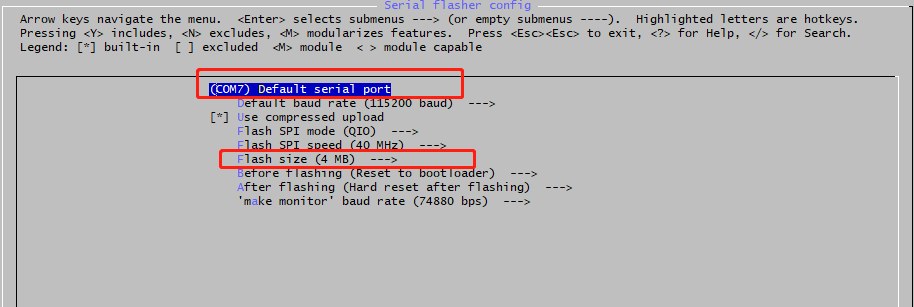 Serial flasher config
Arrow keys navigate the menu.  <Enter> selects submenus ---> (or empty submenus ----).  Highlighted letters are hotkeys.
Pressing <Y> includes, <N> excludes, <M> modularizes features.  Press <Esc><Esc> to exit, <?> for Help, </> for Search.
Legend: [*] built-in  [ ] excluded  <M> module  < > module capable
(COM7) Default serial port
Default baud rate (115200 baud)  --->
[*] Use compressed upload
Flash SPI mode (QIO)  --->
Flash SPI speed (40 MHz)  --->
Flash size (4 MB)  --->
Before flashing (Reset to bootloader)  --->
After flashing (Hard reset after flashing)  --->
'make monitor' baud rate (74880 bps)  --->